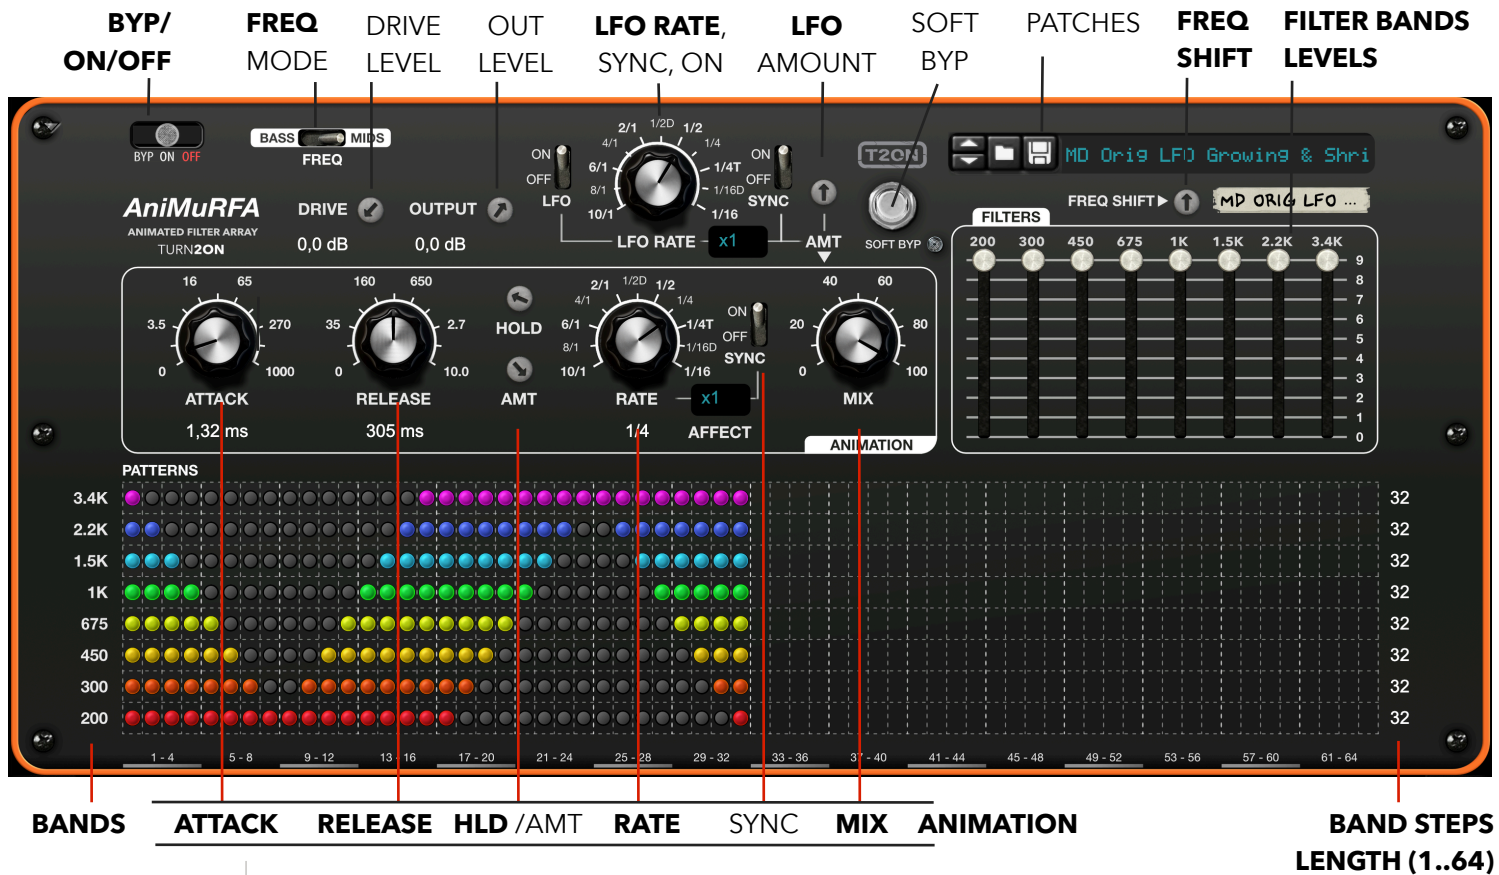 BYP/
ON/OFF
FREQ
MODE
DRIVE
LEVEL
OUT
LEVEL
LFO RATE,
SYNC, ON
LFO
AMOUNT
SOFT
BYP
PATCHES
FREQ
SHIFT
FILTER BANDS
LEVELS
BYP ON OFF
BASS MIDS
FREQ
ON
OFF
LFO
10/1 8/1 6/1 4/1 2/1 1/2D 1/2 1/4 1/4T 1/16D 1/16
LFO RATE x1
ON
OFF
SYNC
AMT
T2ON
SOFT BYP
MD Orig LFO Growing & Shri
FREQ SHIFT
MD ORIG LFO ...
AniMuRFA
ANIMATED FILTER ARRAY
TURN2ON
DRIVE
0,0 dB
OUTPUT
0,0 dB
FILTERS
200 300 450 675 1K 1.5K 2.2K 3.4K
9
8
7
6
5
4
3
2
1
0
0 3.5 16 65 270 1000
ATTACK
1,32 ms
0 35 160 650 2.7 10.0
RELEASE
305 ms
HOLD
AMT
10/1 8/1 6/1 4/1 2/1 1/2D 1/2 1/4 1/4T 1/16D 1/16
RATE x1
1/4
AFFECT
ON
OFF
SYNC
0 20 40 60 80 100
MIX
ANIMATION
PATTERNS
3.4K 32
2.2K 32
1.5K 32
1K 32
675 32
450 32
300 32
200 32
1 - 4 5 - 8 9 - 12 13 - 16 17 - 20 21 - 24 25 - 28 29 - 32 33 - 36 37 - 40 41 - 44 45 - 48 49 - 52 53 - 56 57 - 60 61 - 64
BANDS
ATTACK
RELEASE
HLD /AMT
RATE
SYNC
MIX
ANIMATION
BAND STEPS
LENGTH (1..64)